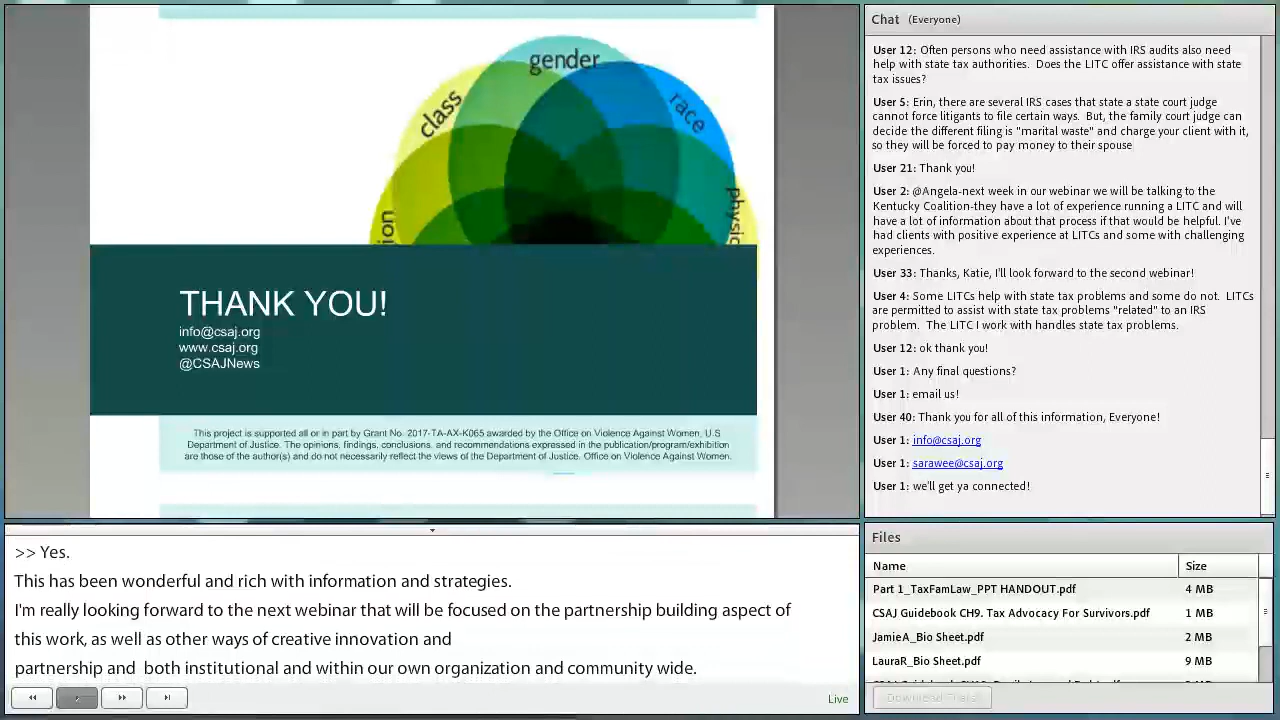 gender
class
race
physic
ion
THANK YOU!
info@csaj.org
www.csaj.org
@CSAJNews
This project is supported all or in part by Grant No. 2017-TA-AX-K065 awarded by the Office on Violence Against Women, U.S.
Department of Justice. The opinions, findings, conclusions, and recommendations expressed in the publication/program/exhibition
are those of the author(s) and do not necessarily reflect the views of the Department of Justice. Office on Violence Against Women.
>> Yes.
This has been wonderful and rich with information and strategies.
I'm really looking forward to the next webinar that will be focused on the partnership building aspect of
this work, as well as other ways of creative innovation and
partnership and  both institutional and within our own organization and community wide.
Live
Chat (Everyone)
User 12: Often persons who need assistance with IRS audits also need
help with state tax authorities.  Does the LITC offer assistance with state
tax issues?
User 5: Erin, there are several IRS cases that state a state court judge
cannot force litigants to file certain ways.  But, the family court judge can
decide the different filing is "marital waste" and charge your client with it,
so they will be forced to pay money to their spouse
User 21: Thank you!
User 2: @Angela-next week in our webinar we will be talking to the
Kentucky Coalition-they have a lot of experience running a LITC and will
have a lot of information about that process if that would be helpful. I've
had clients with positive experience at LITCs and some with challenging
experiences.
User 33: Thanks, Katie, I'll look forward to the second webinar!
User 4: Some LITCs help with state tax problems and some do not.  LITCs
are permitted to assist with state tax problems "related" to an IRS
problem.  The LITC I work with handles state tax problems.
User 12: ok thank you!
User 1: Any final questions?
User 1: email us!
User 40: Thank you for all of this information, Everyone!
User 1: info@csaj.org
User 1: sarawee@csaj.org
User 1: we'll get ya connected!
Files
Name Size
Part 1_TaxFamLaw_PPT HANDOUT.pdf 4 MB
CSAJ Guidebook CH9. Tax Advocacy For Survivors.pdf 1 MB
JamieA_Bio Sheet.pdf 2 MB
LauraR_Bio Sheet.pdf 9 MB